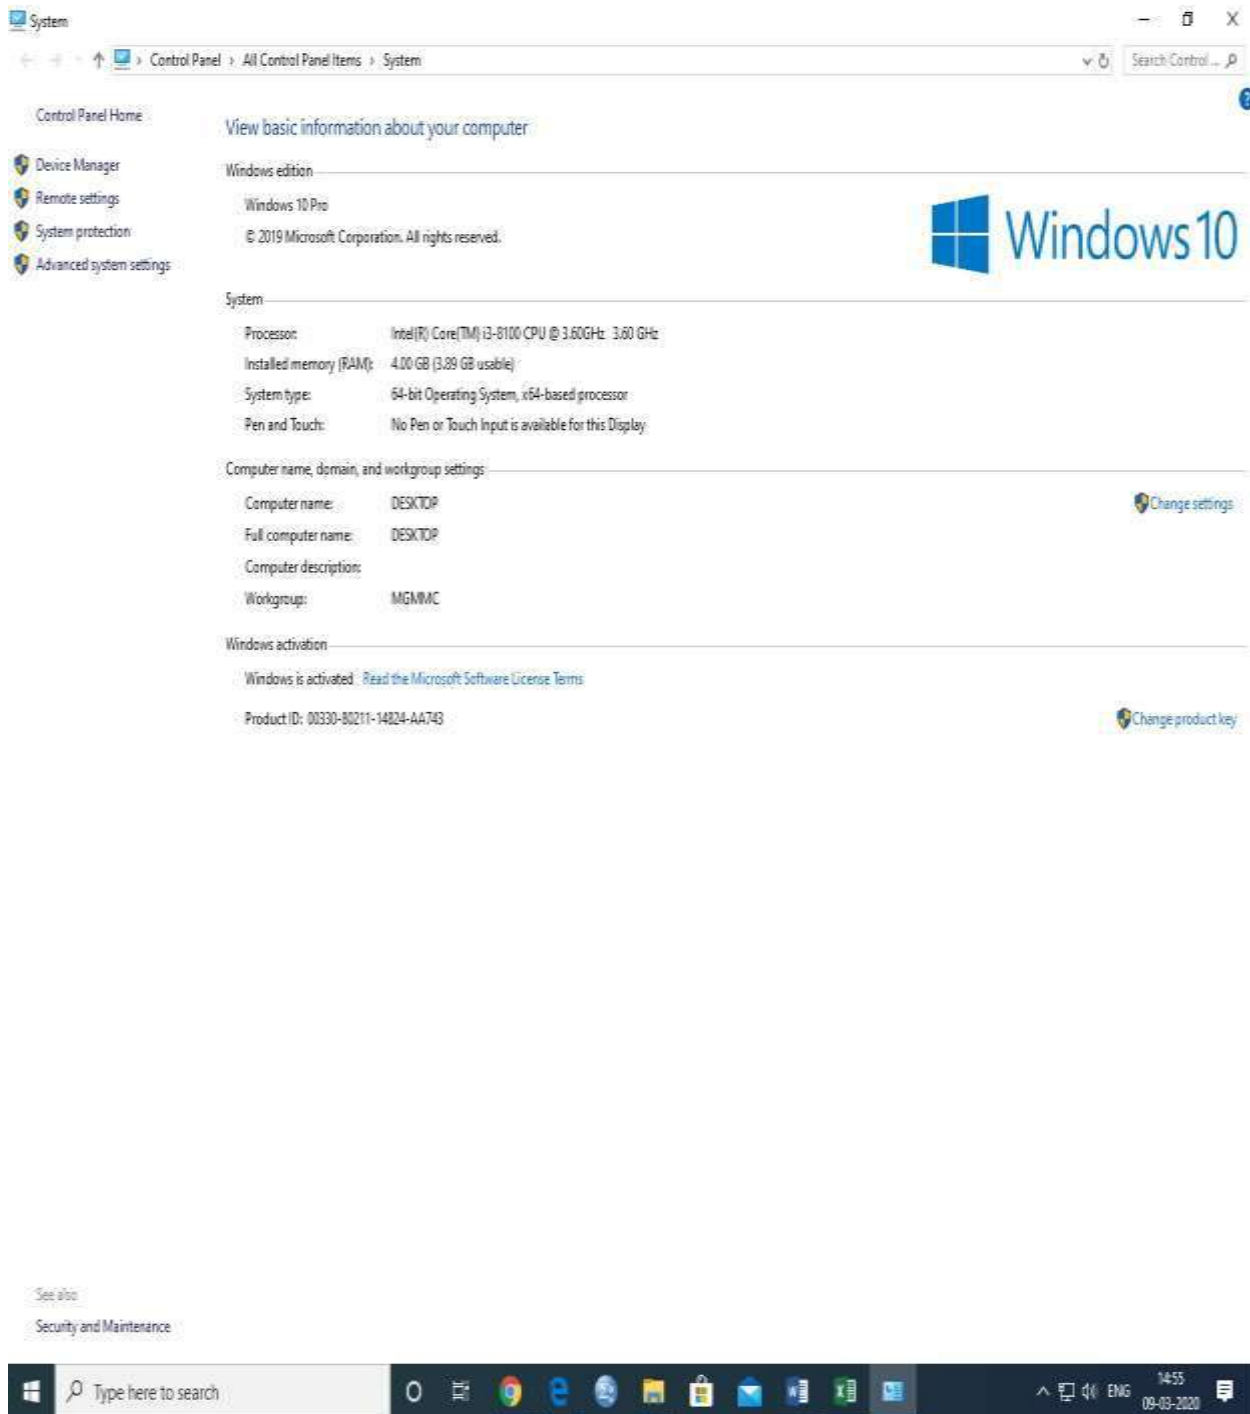 System
Control Panel › All Control Panel Items › System
Search Control ...
Control Panel Home
Device Manager
Remote settings
System protection
Advanced system settings
View basic information about your computer
Windows edition
Windows 10 Pro
© 2019 Microsoft Corporation. All rights reserved.
Windows 10
System
Processor: Intel(R) Core(TM) i3-8100 CPU @ 3.60GHz 3.60 GHz
Installed memory (RAM): 4.00 GB (3.89 GB usable)
System type: 64-bit Operating System, x64-based processor
Pen and Touch: No Pen or Touch Input is available for this Display
Computer name, domain, and workgroup settings
Computer name: DESKTOP
Change settings
Full computer name: DESKTOP
Computer description:
Workgroup: MGMMC
Windows activation
Windows is activated Read the Microsoft Software License Terms
Product ID: 00330-80211-14824-AA743
Change product key
See also
Security and Maintenance
Type here to search
ENG
14:55
09-03-2020